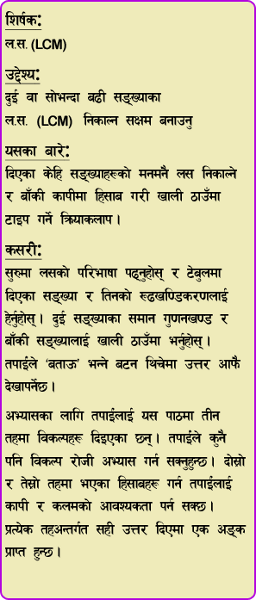 शिर्षक:
ल.स. (LCM)
उद्देश्य:
दुई वा सोभन्दा बढी सङ्ख्याका
ल.स. (LCM) निकाल्न सक्षम बनाउनु
यसका बारे:
दिएका केहि सङ्ख्याहरूको मनमनै लस निकाल्ने
र बाँकी कापीमा हिसाब गरी खाली ठाउँमा
टाइप गर्ने क्रियाकलाप ।
कसरी:
सुरुमा लसको परिभाषा पढ्नुहोस् र टेबुलमा
दिएका सङ्ख्या र तिनको रूढखण्डिकरणलाई
हेर्नुहोस् । दुई सङ्ख्याका समान गुणनखण्ड र
बाँकी सङ्ख्यालाई खाली ठाउँमा भर्नुहोस् ।
तपाईंले ‘बताऊ’ भन्ने बटन थिचेमा उत्तर आफै
देखापर्नेछ ।
अभ्यासका लागि तपाईंलाई यस पाठमा तीन
तहमा विकल्पहरू दिइएका छन् । तपाईंले कुनै
पनि विकल्प रोजी अभ्यास गर्न सक्नुहुन्छ । दोस्रो
र तेस्रो तहमा भएका हिसाबहरू गर्न तपाईंलाई
कापी र कलमको आवश्यकता पर्न सक्छ ।
प्रत्येक तहअन्तर्गत सही उत्तर दिएमा एक अङ्क
प्राप्त हुन्छ ।